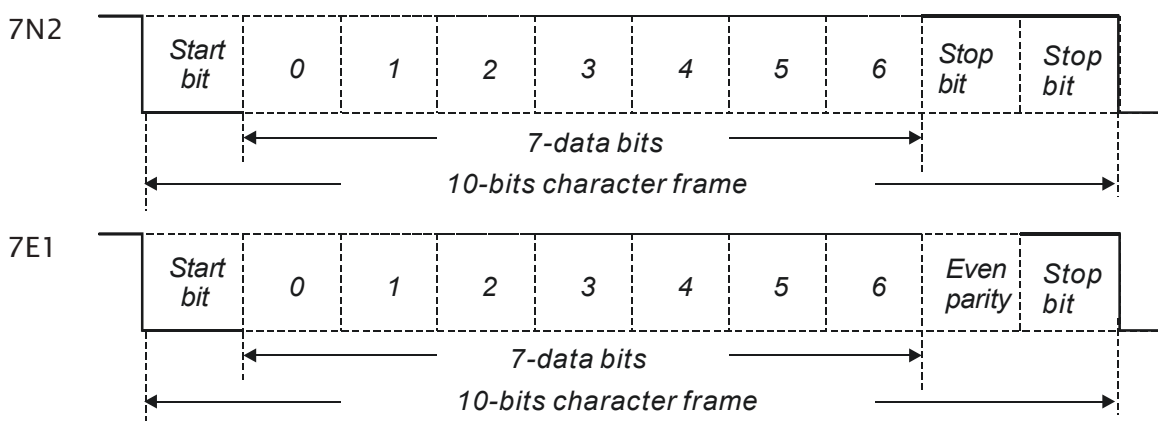 7N2
Start bit 0 1 2 3 4 5 6 Stop bit Stop bit
7-data bits
10-bits character frame
7E1
Start bit 0 1 2 3 4 5 6 Even parity Stop bit
7-data bits
10-bits character frame